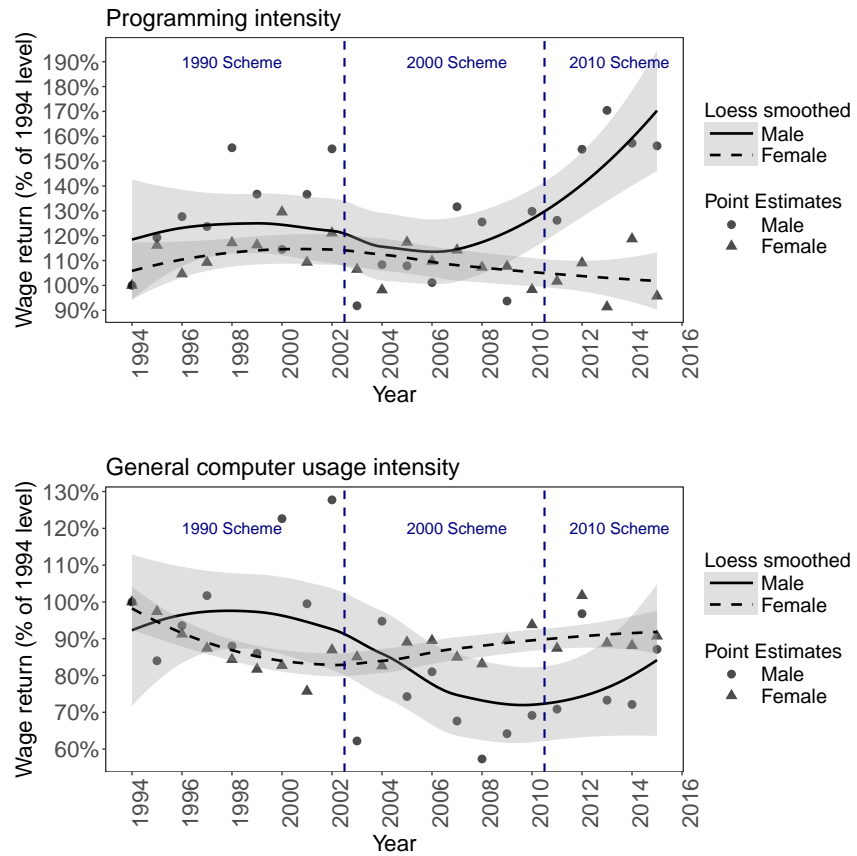 Programming intensity
Wage return (% of 1994 level)
190%
180%
170%
160%
150%
140%
130%
120%
110%
100%
90%
1990 Scheme
2000 Scheme
2010 Scheme
1994
1996
1998
2000
2002
2004
2006
2008
2010
2012
2014
2016
Year
Loess smoothed
Male
Female
Point Estimates
Male
Female
General computer usage intensity
Wage return (% of 1994 level)
130%
120%
110%
100%
90%
80%
70%
60%
1990 Scheme
2000 Scheme
2010 Scheme
1994
1996
1998
2000
2002
2004
2006
2008
2010
2012
2014
2016
Year
Loess smoothed
Male
Female
Point Estimates
Male
Female